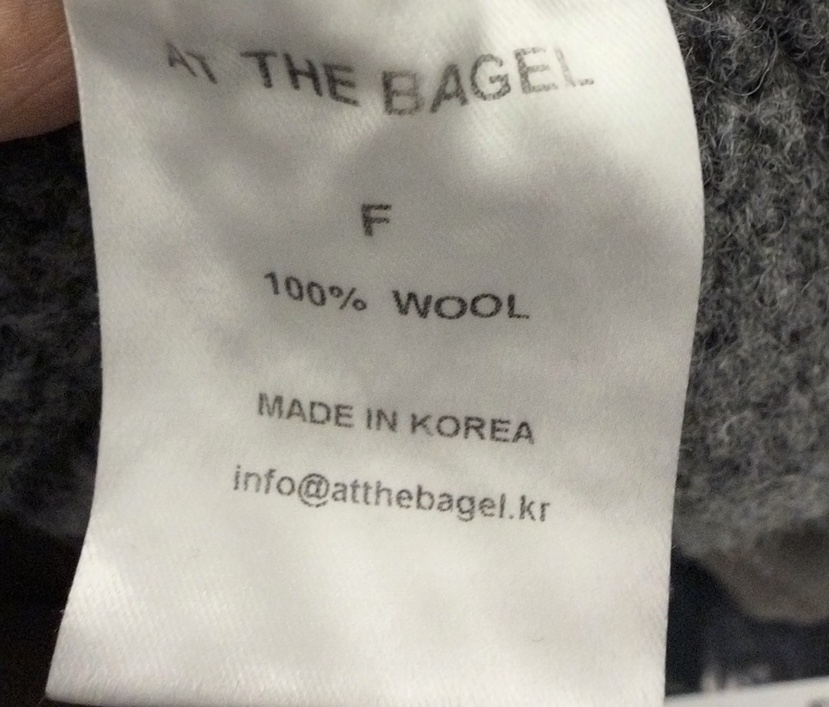 AT THE BAGEL
F
100% WOOL
MADE IN KOREA
info@atthebagel.kr